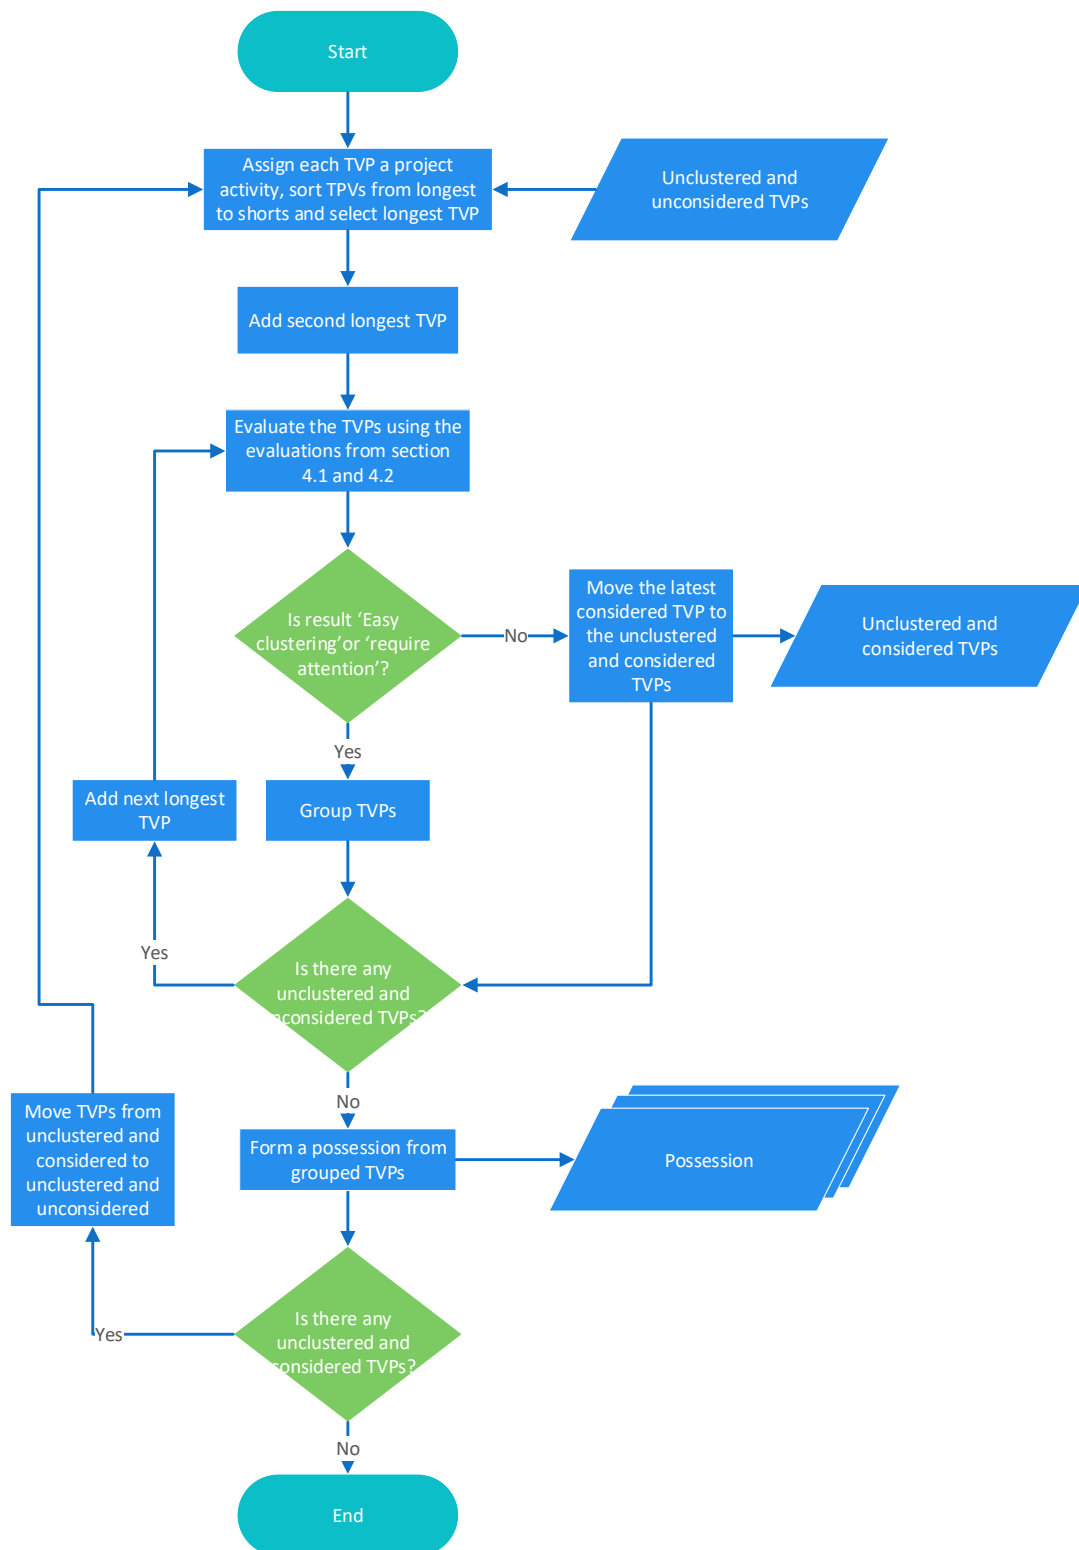 Start
Assign each TVP a project
activity, sort TPVs from longest
to shorts and select longest TVP
Unclustered and
unconsidered TVPs
Add second longest TVP
Evaluate the TVPs using the
evaluations from section
4.1 and 4.2
Is result ‘Easy
clustering’or ‘require
attention’?
No
Move the latest
considered TVP to
the unclustered
and considered
TVPs
Unclustered and
considered TVPs
Yes
Add next longest
TVP
Group TVPs
Yes
Is there any
unclustered and
unconsidered TVPs?
No
Move TVPs from
unclustered and
considered to
unclustered and
unconsidered
Form a possession from
grouped TVPs
Possession
Is there any
unclustered and
considered TVPs?
Yes
No
End